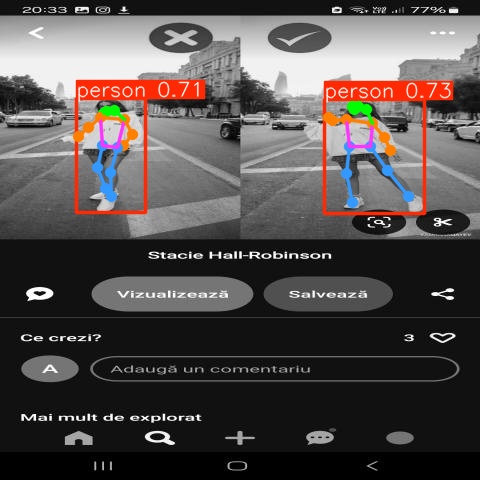 20:33
77%
person 0.71
person 0.73
Stacie Hall-Robinson
Vizualizează
Salvează
Ce crezi?
3
A
Adaugă un comentariu
Mai mult de explorat